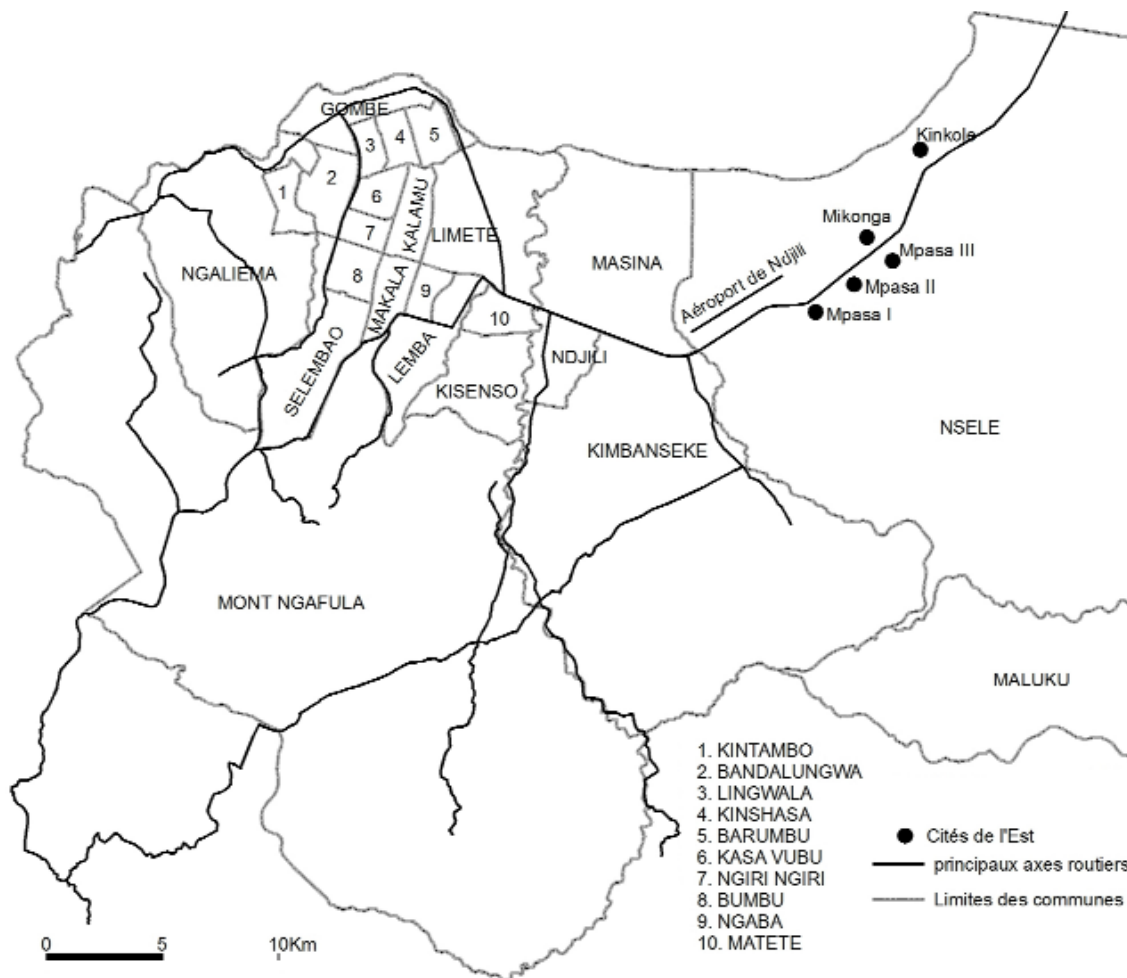 GOMBE
Kinkole
3
4
5
1
2
Mikonga
6
KALAMU
LIMETE
7
NGALIEMA
MASINA
Mpasa III
Aéroport de Ndjili
8
MAKALA
9
Mpasa II
10
Mpasa I
SELEMBAO
LEMBA
NDJILI
KISENSO
NSELE
KIMBANSEKE
MONT NGAFULA
MALUKU
1. KINTAMBO
2. BANDALUNGWA
3. LINGWALA
4. KINSHASA
5. BARUMBU
6. KASA VUBU
7. NGIRI NGIRI
8. BUMBU
9. NGABA
10. MATETE
Cités de l'Est
principaux axes routiers
Limites des communes
0 5 10Km